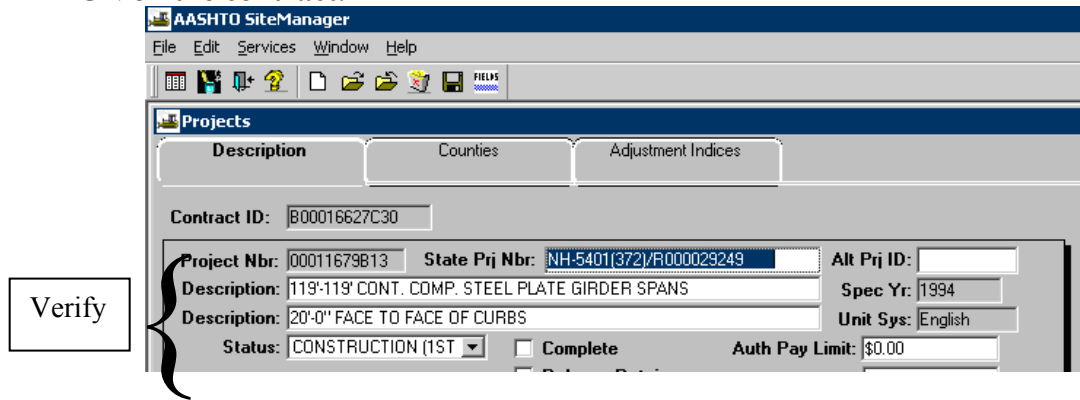 AASHTO SiteManager
File Edit Services Window Help
FIELDS
Projects
Description Counties Adjustment Indices
Contract ID: B00016627C30
Project Nbr: 00011679B13 State Prj Nbr: NH-5401(372)/R000029249 Alt Prj ID:
Description: 119'-119' CONT. COMP. STEEL PLATE GIRDER SPANS Spec Yr: 1994
Verify
Description: 20'-0" FACE TO FACE OF CURBS Unit Sys: English
Status: CONSTRUCTION (1ST Complete Auth Pay Limit: $0.00